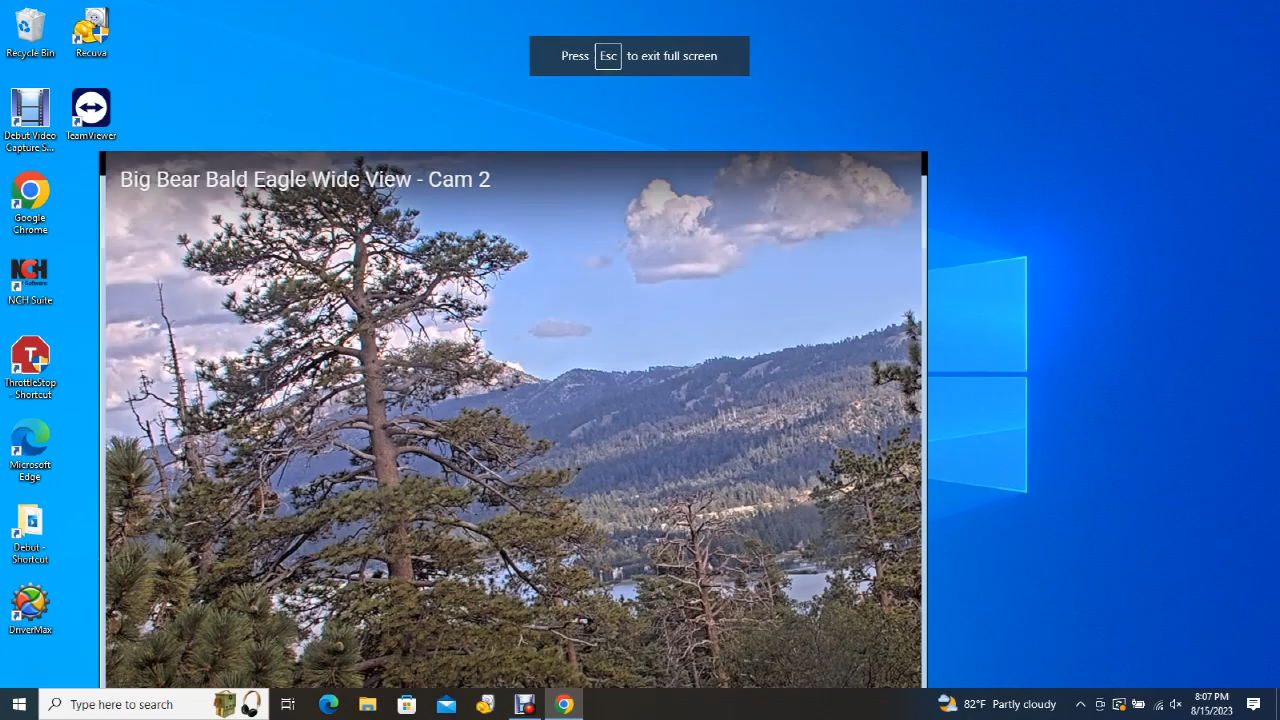 Recycle Bin
Recuva
Debut Video
Capture S...
TeamViewer
Google
Chrome
NCH
Software
NCH Suite
T
ThrottleStop
- Shortcut
Microsoft
Edge
Debut -
Shortcut
DriverMax
Press Esc to exit full screen
Big Bear Bald Eagle Wide View - Cam 2
Type here to search
82°F Partly cloudy
8:07 PM
8/15/2023